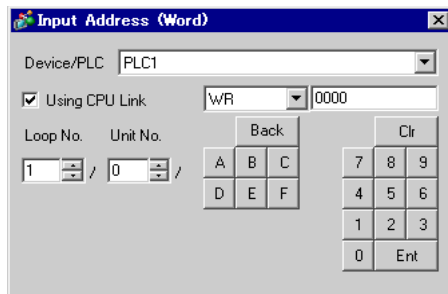 Input Address (Word)
Device/PLC PLC1
Using CPU Link WR 0000
Loop No. Unit No. Back Clr
1 / 0 / A B C 7 8 9
D E F 4 5 6
1 2 3
0 Ent